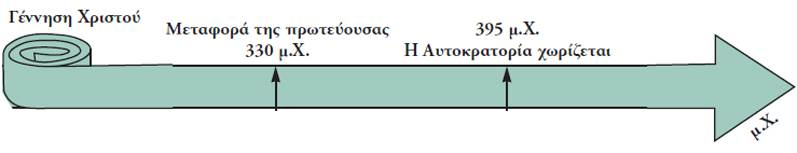 Γέννηση Χριστού
Μεταφορά της πρωτεύουσας
330 μ.Χ.
395 μ.Χ.
Η Αυτοκρατορία χωρίζεται
μ.Χ.